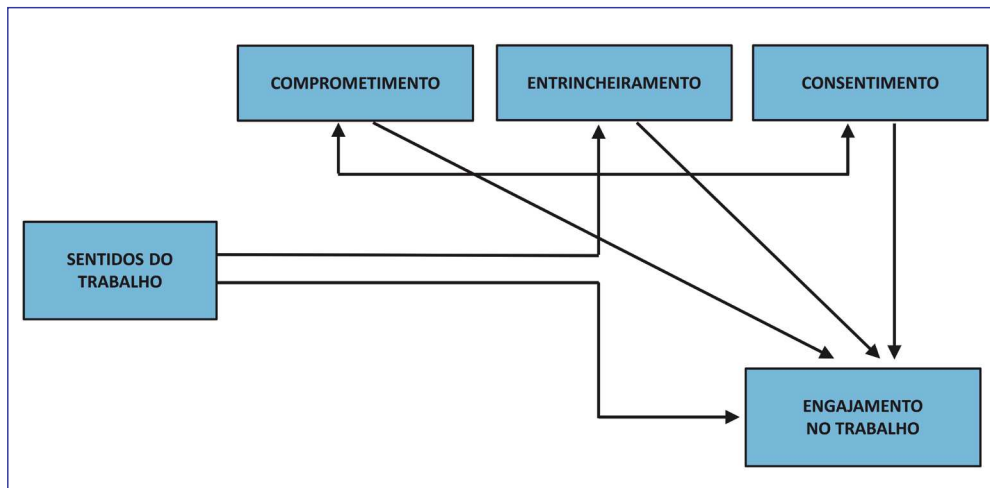 COMPROMETIMENTO
ENTRINCHEIRAMENTO
CONSENTIMENTO
SENTIDOS DO
TRABALHO
ENGAJAMENTO
NO TRABALHO